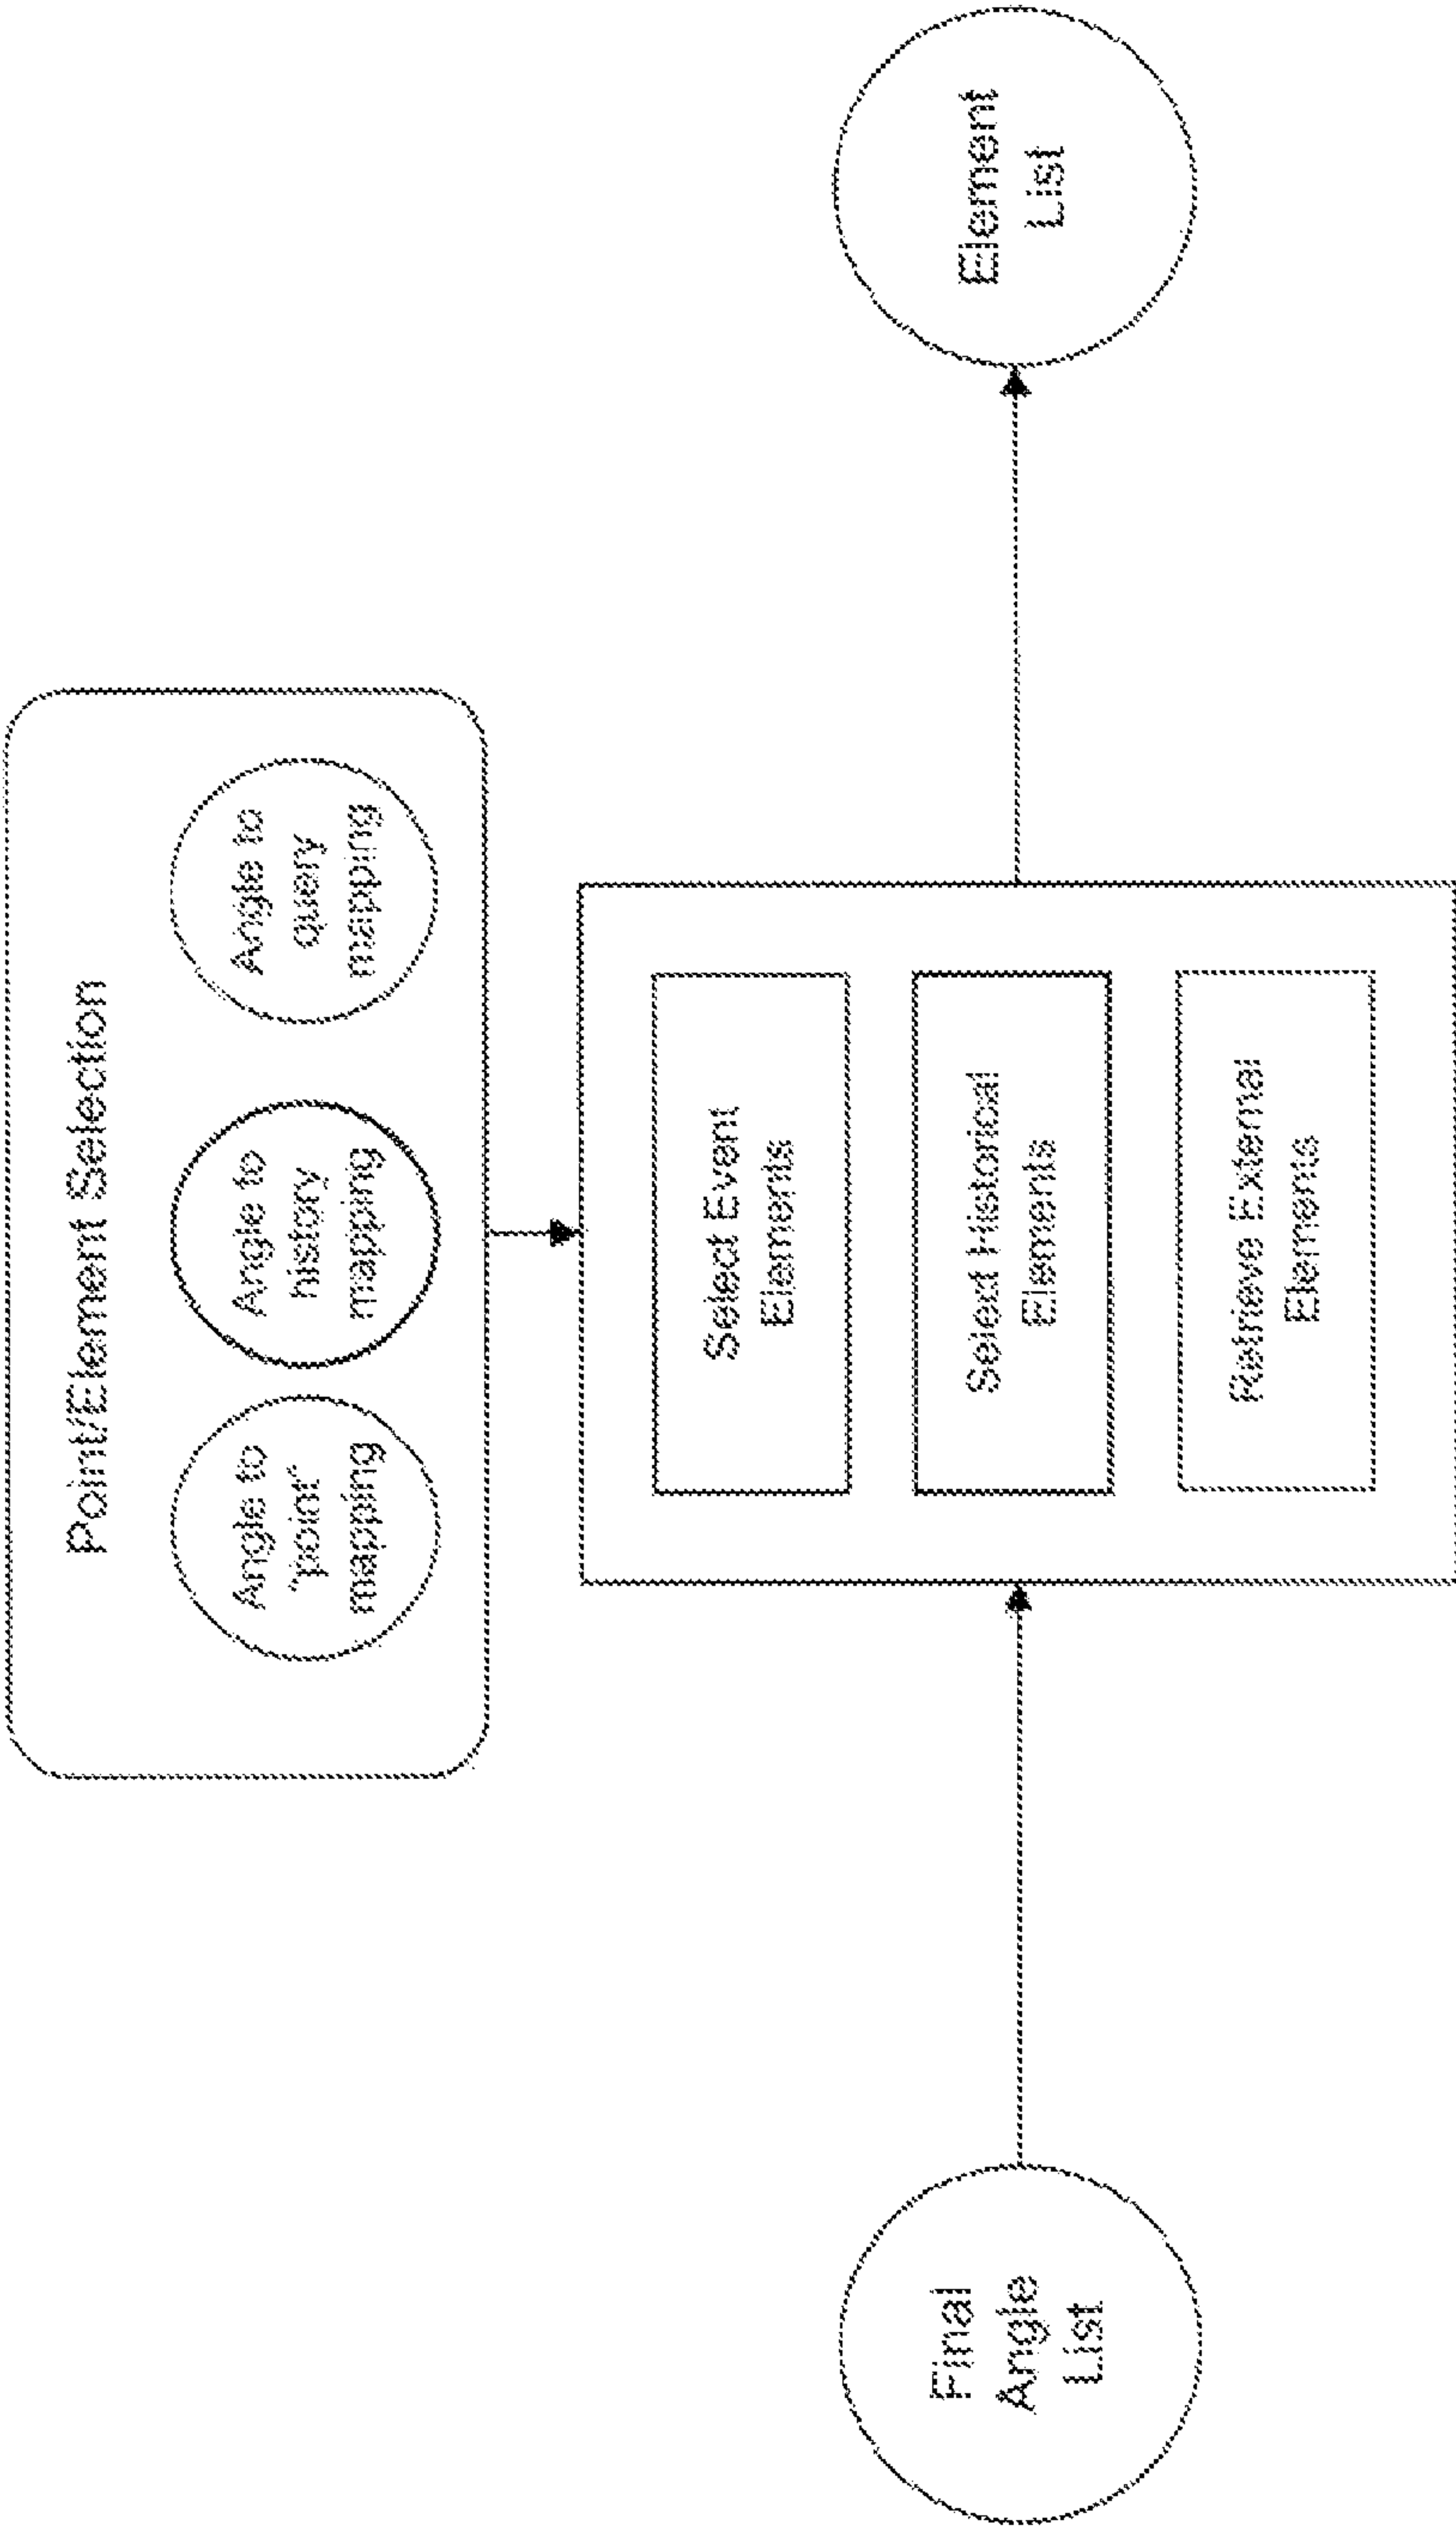 Point/Element Selection
Angle to
"point"
mapping
Angle to
history
mapping
Angle to
query
mapping
Select Event
Elements
Select Historical
Elements
Retrieve External
Elements
Final
Angle
List
Element
List